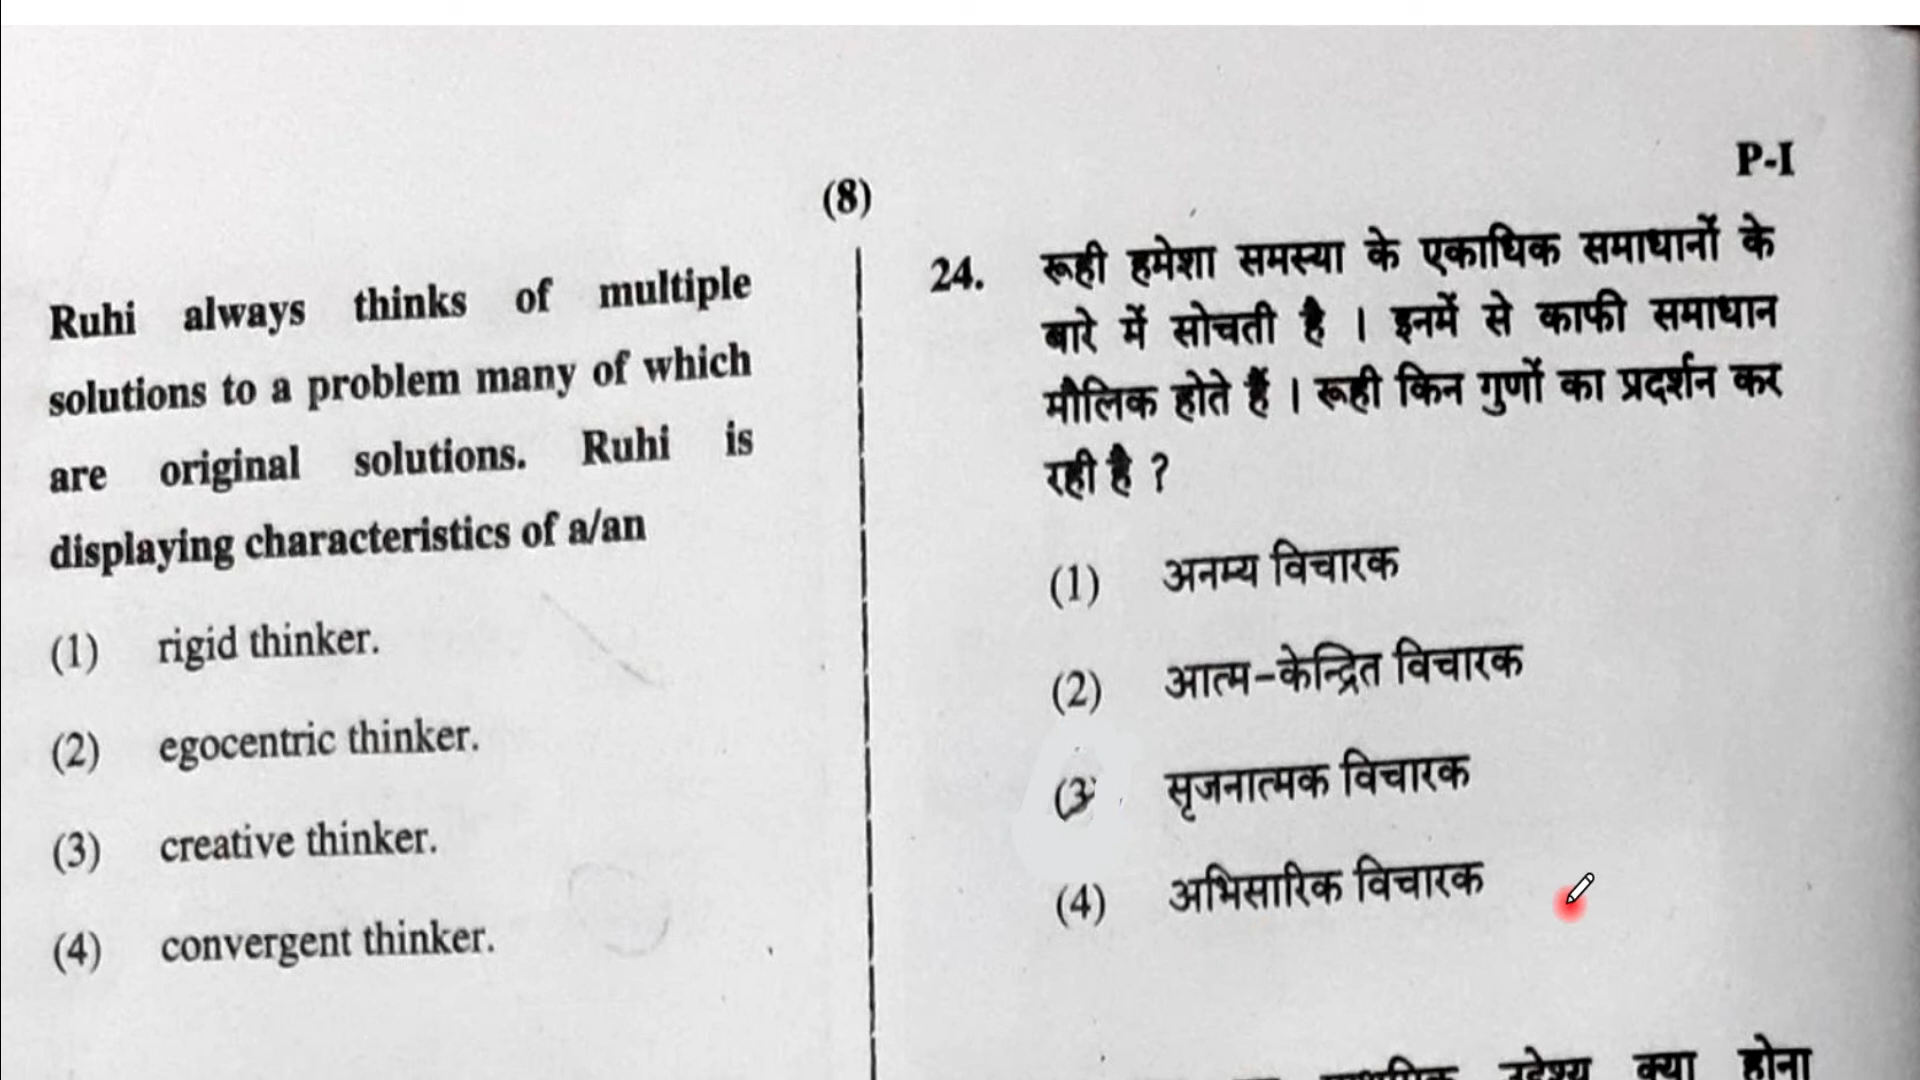 P-I
(8)
Ruhi always thinks of multiple
solutions to a problem many of which
are original solutions. Ruhi is
displaying characteristics of a/an
(1) rigid thinker.
(2) egocentric thinker.
(3) creative thinker.
(4) convergent thinker.
24. रूही हमेशा समस्या के एकाधिक समाधानों के
बारे में सोचती है । इनमें से काफी समाधान
मौलिक होते हैं । रूही किन गुणों का प्रदर्शन कर
रही है ?
(1) अनम्य विचारक
(2) आत्म-केन्द्रित विचारक
(3) सृजनात्मक विचारक
(4) अभिसारिक विचारक
उद्देश्य क्या होना